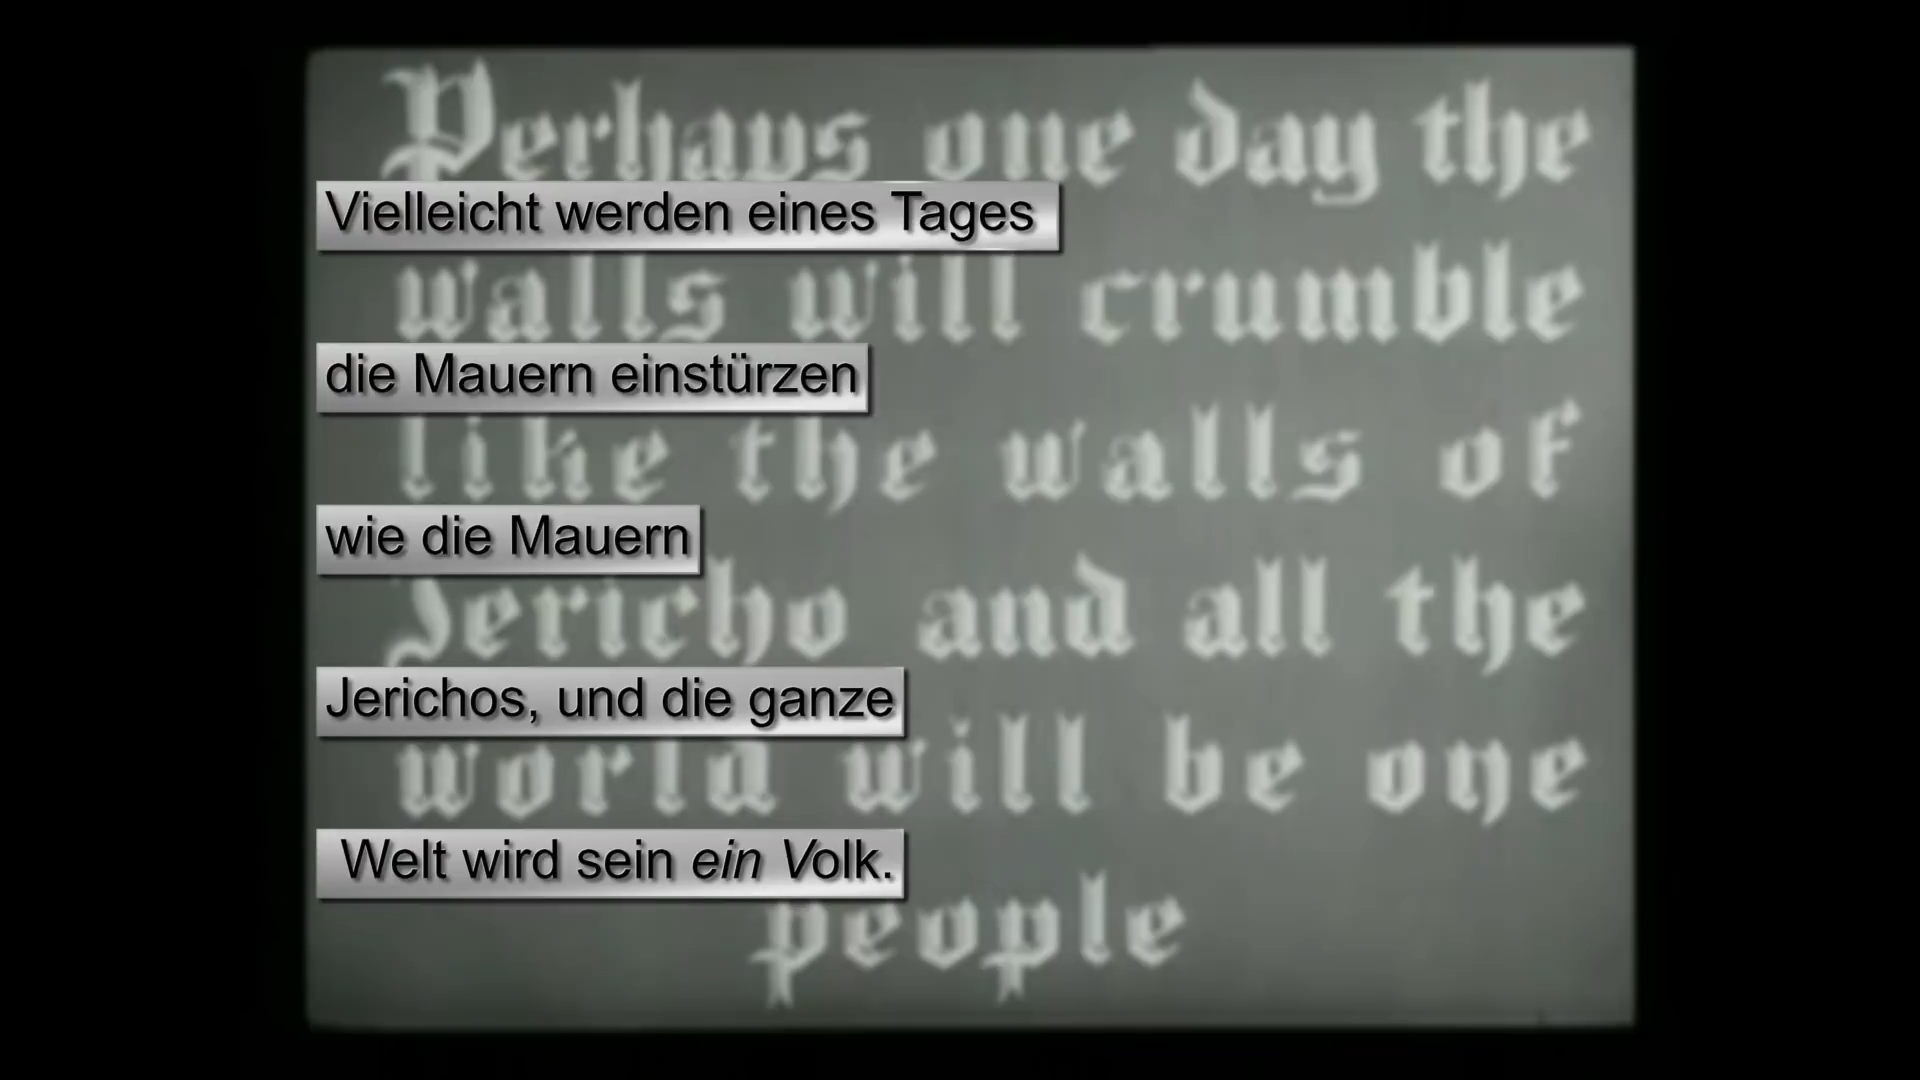 Perhaps one day the
Vielleicht werden eines Tages
walls will crumble
die Mauern einstürzen
like the walls of
wie die Mauern
Jericho and all the
Jerichos, und die ganze
world will be one
Welt wird sein ein Volk.
people